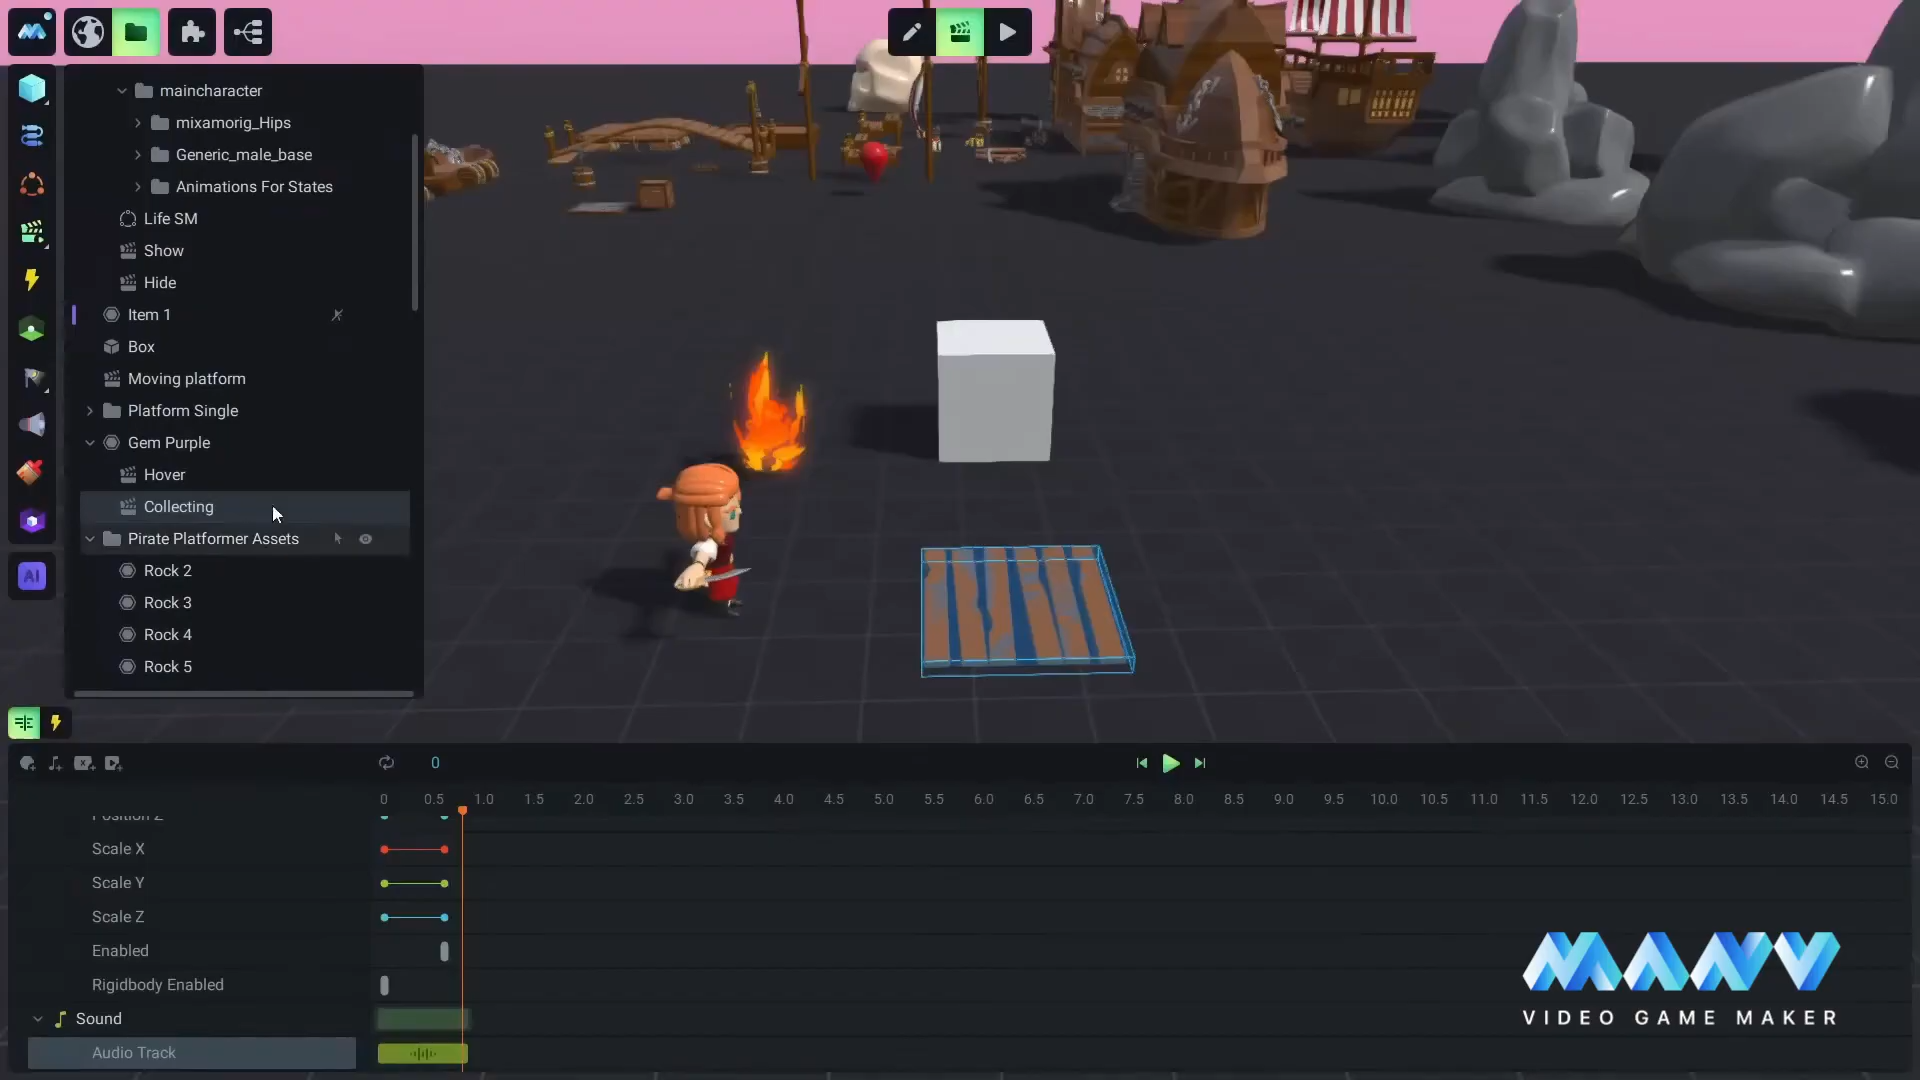 maincharacter
mixamorig_Hips
Generic_male_base
Animations For States
Life SM
Show
Hide
Item 1
Box
Moving platform
Platform Single
Gem Purple
Hover
Collecting
Pirate Platformer Assets
Rock 2
Rock 3
Rock 4
Rock 5
AI
0
0 0.5 1.0 1.5 2.0 2.5 3.0 3.5 4.0 4.5 5.0 5.5 6.0 6.5 7.0 7.5 8.0 8.5 9.0 9.5 10.0 10.5 11.0 11.5 12.0 12.5 13.0 13.5 14.0 14.5 15.0
Position Z
Scale X
Scale Y
Scale Z
Enabled
Rigidbody Enabled
Sound
Audio Track
MANV
VIDEO GAME MAKER